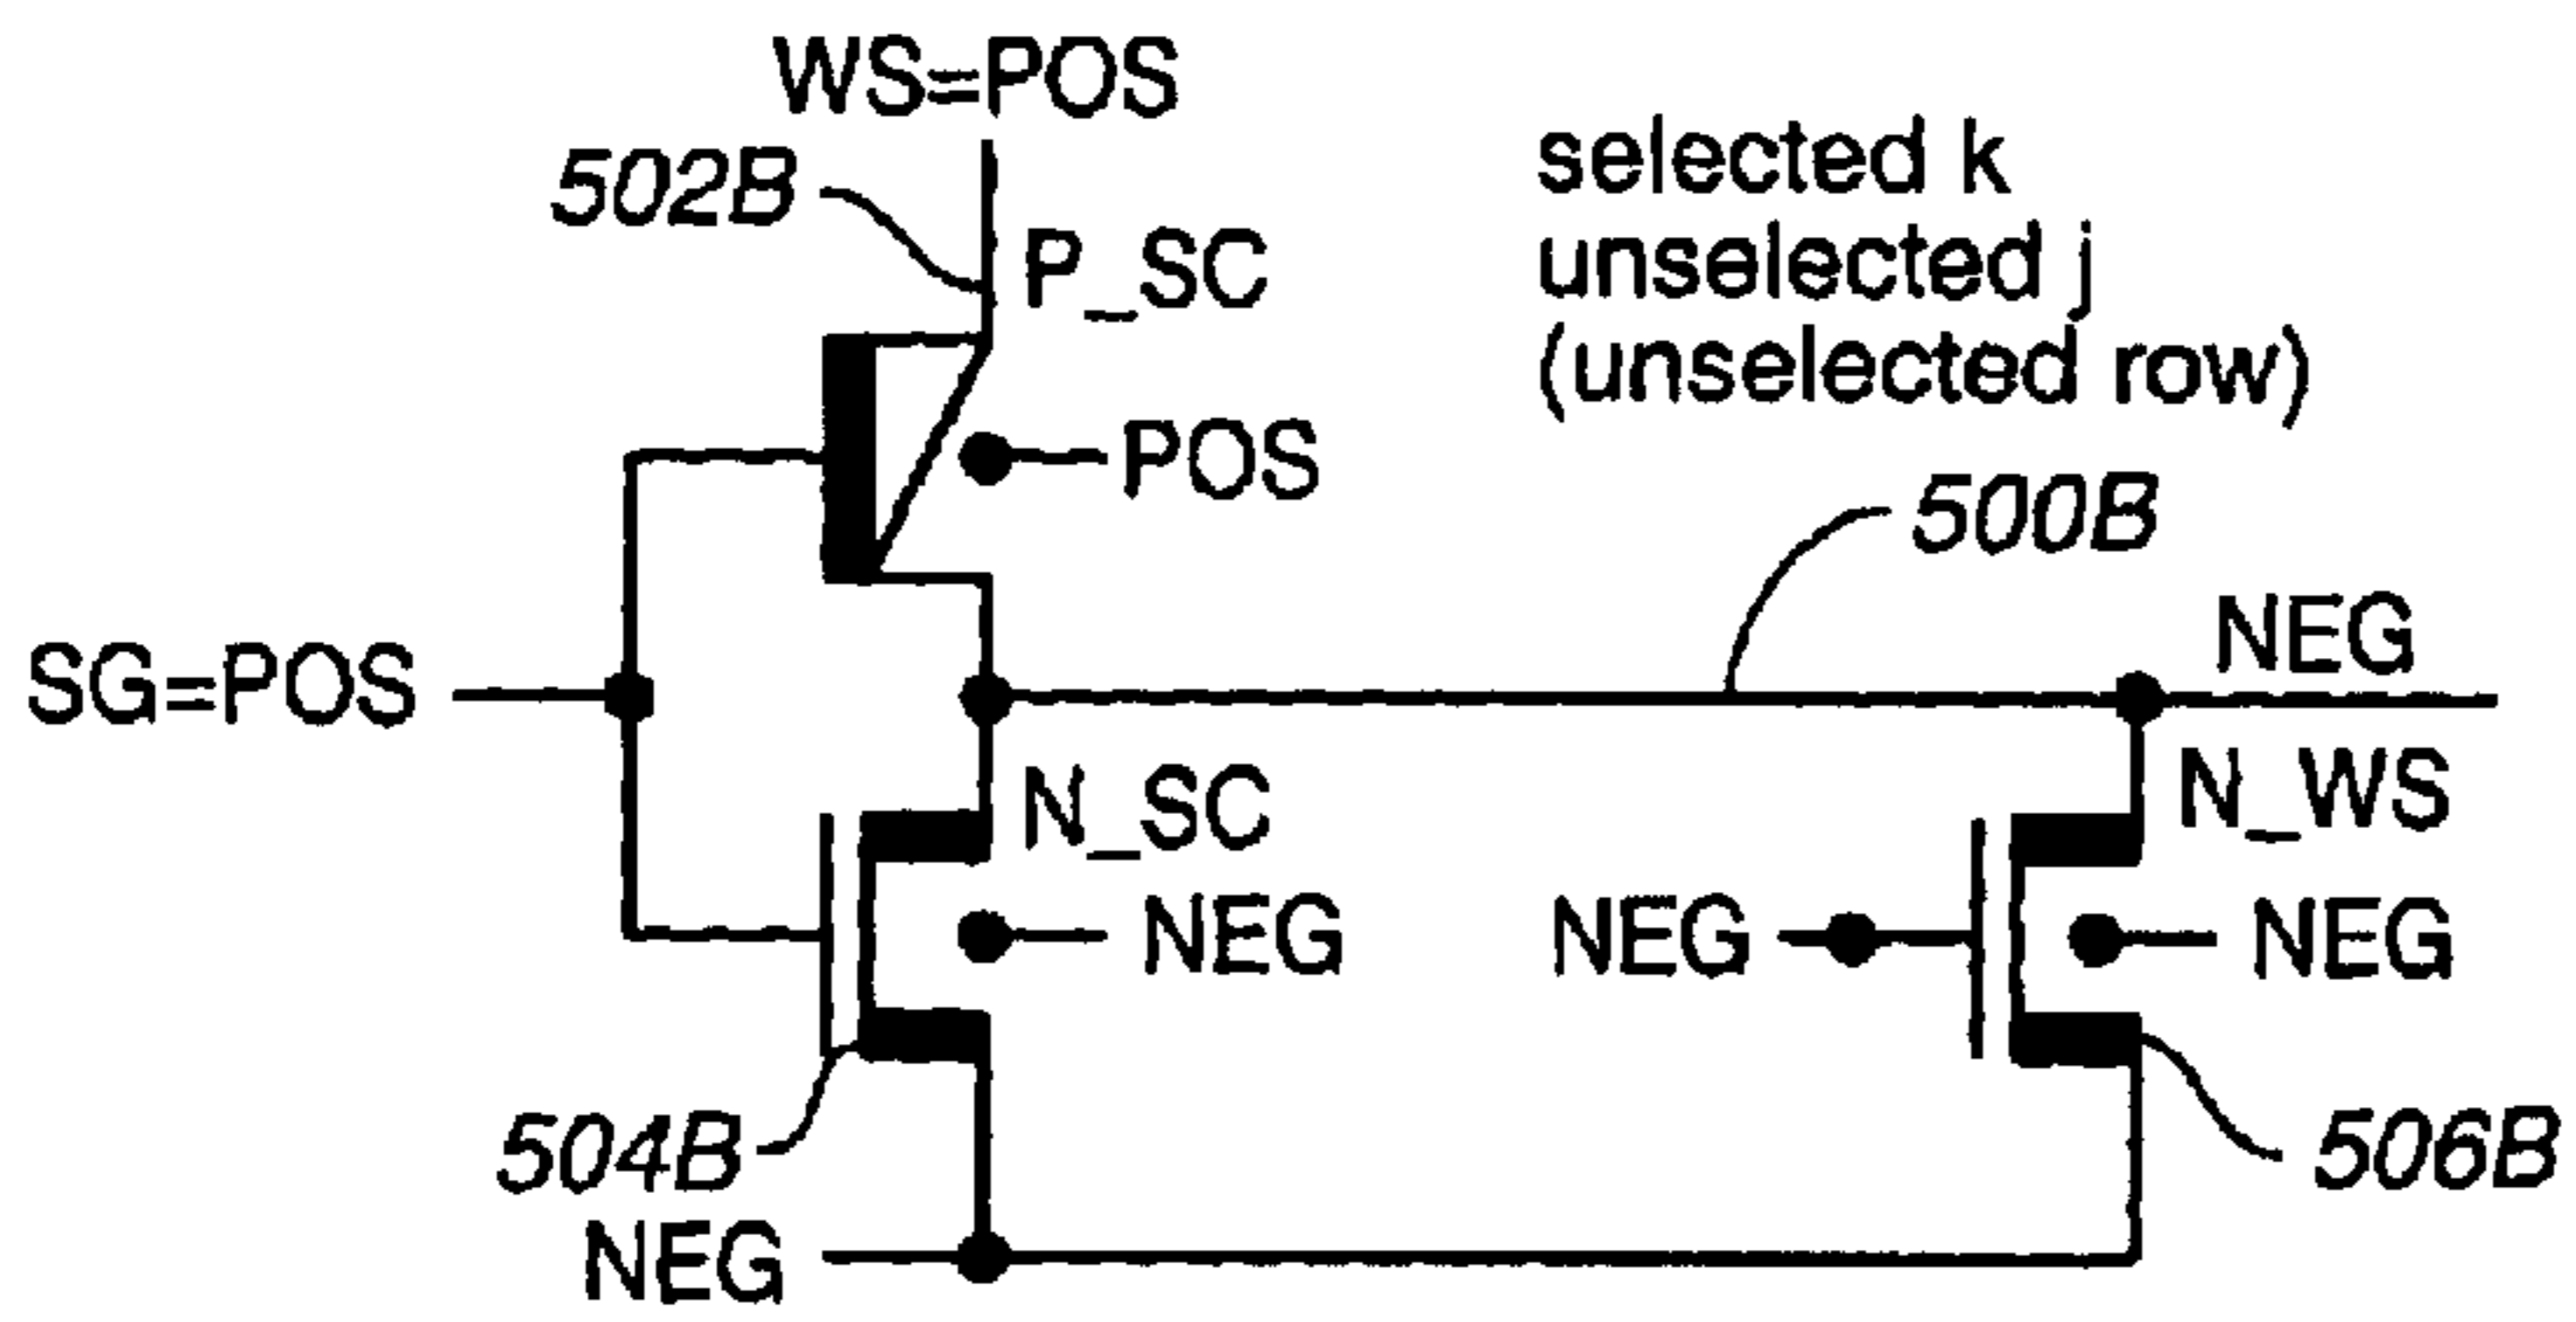 WS=POS
502B
P_SC
selected k
unselected j
(unselected row)
POS
500B
SG=POS
NEG
N_SC
N_WS
NEG
NEG
NEG
504B
506B
NEG